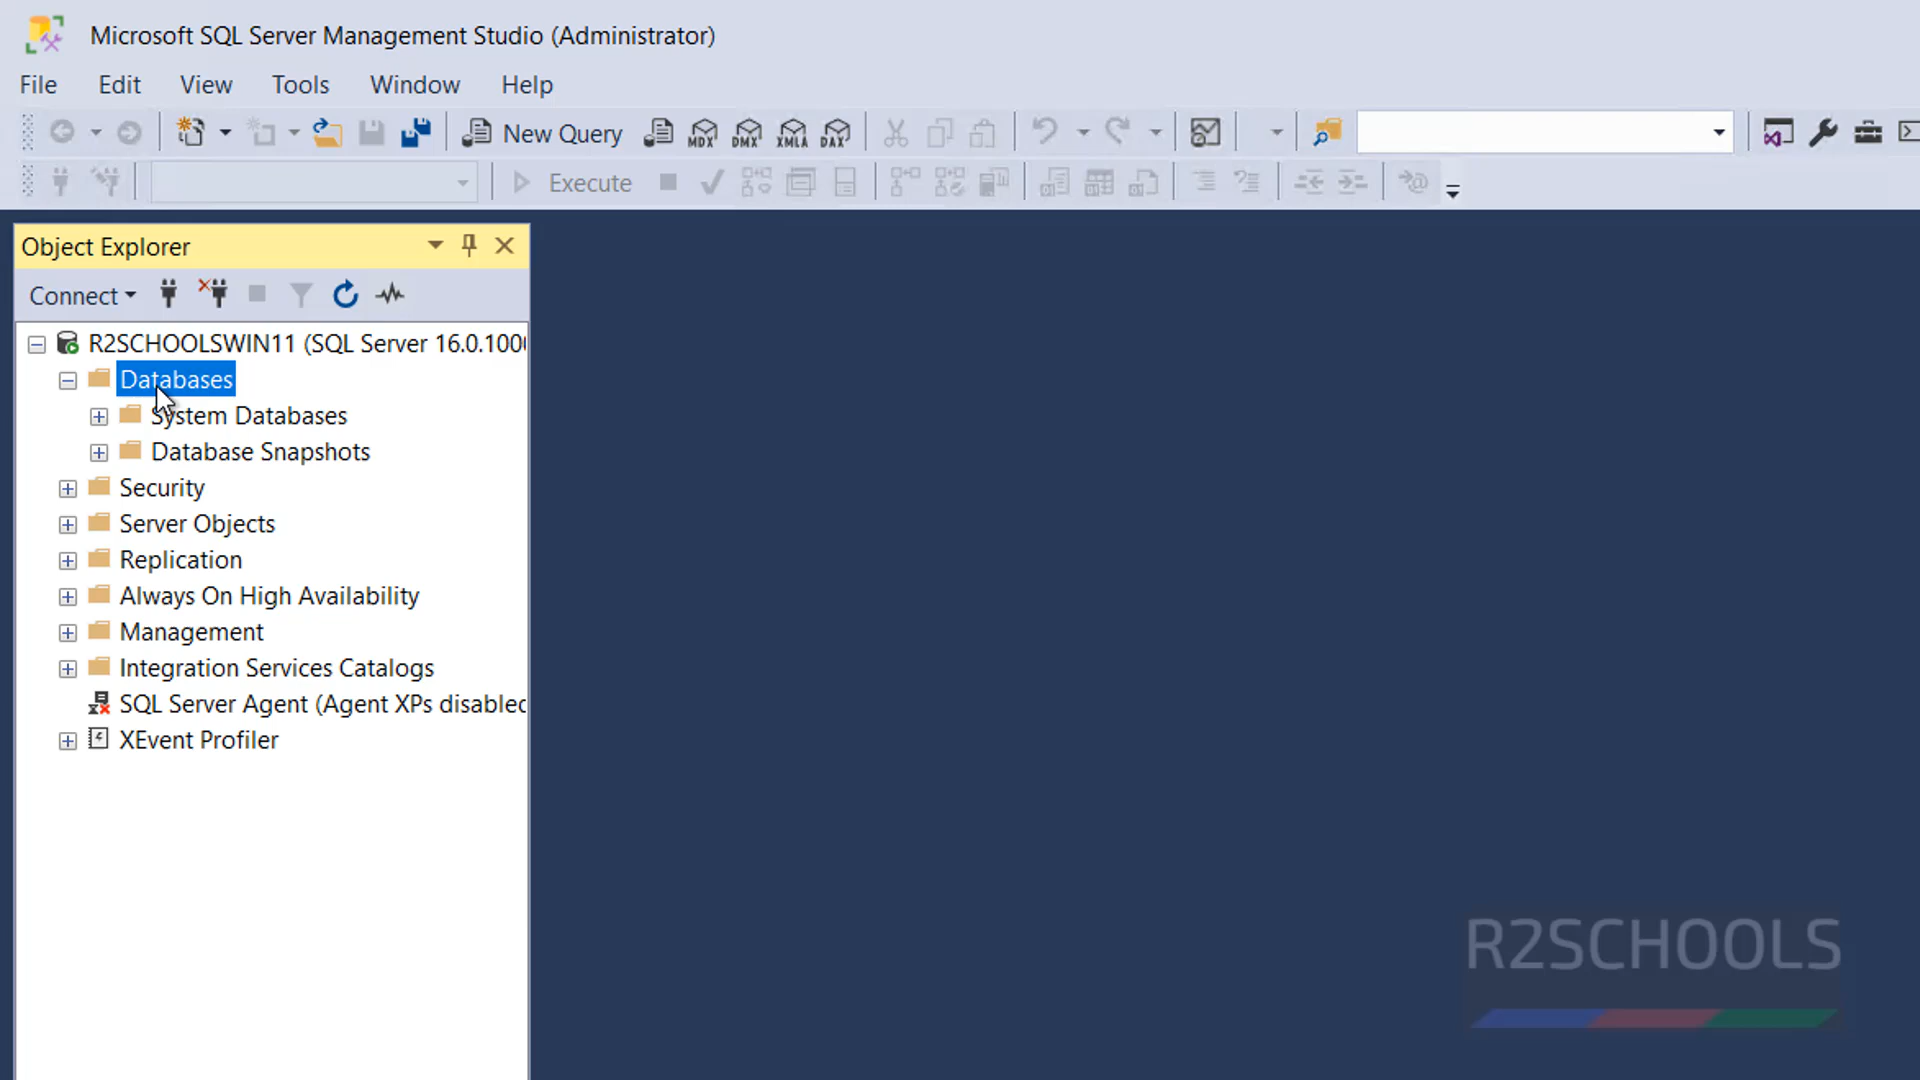 Microsoft SQL Server Management Studio (Administrator)
File Edit View Tools Window Help
New Query MDX DMX XMLA DAX
Execute
Object Explorer
Connect
R2SCHOOLSWIN11 (SQL Server 16.0.100
Databases
System Databases
Database Snapshots
Security
Server Objects
Replication
Always On High Availability
Management
Integration Services Catalogs
SQL Server Agent (Agent XPs disabled
XEvent Profiler
R2SCHOOLS